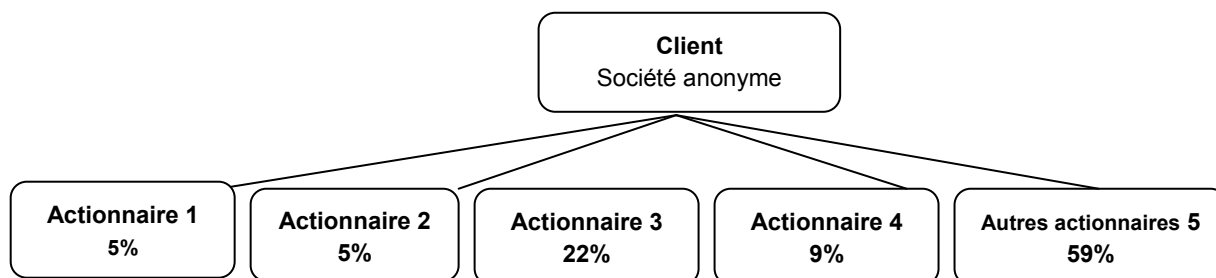 Client
Société anonyme
Actionnaire 1
5%
Actionnaire 2
5%
Actionnaire 3
22%
Actionnaire 4
9%
Autres actionnaires 5
59%